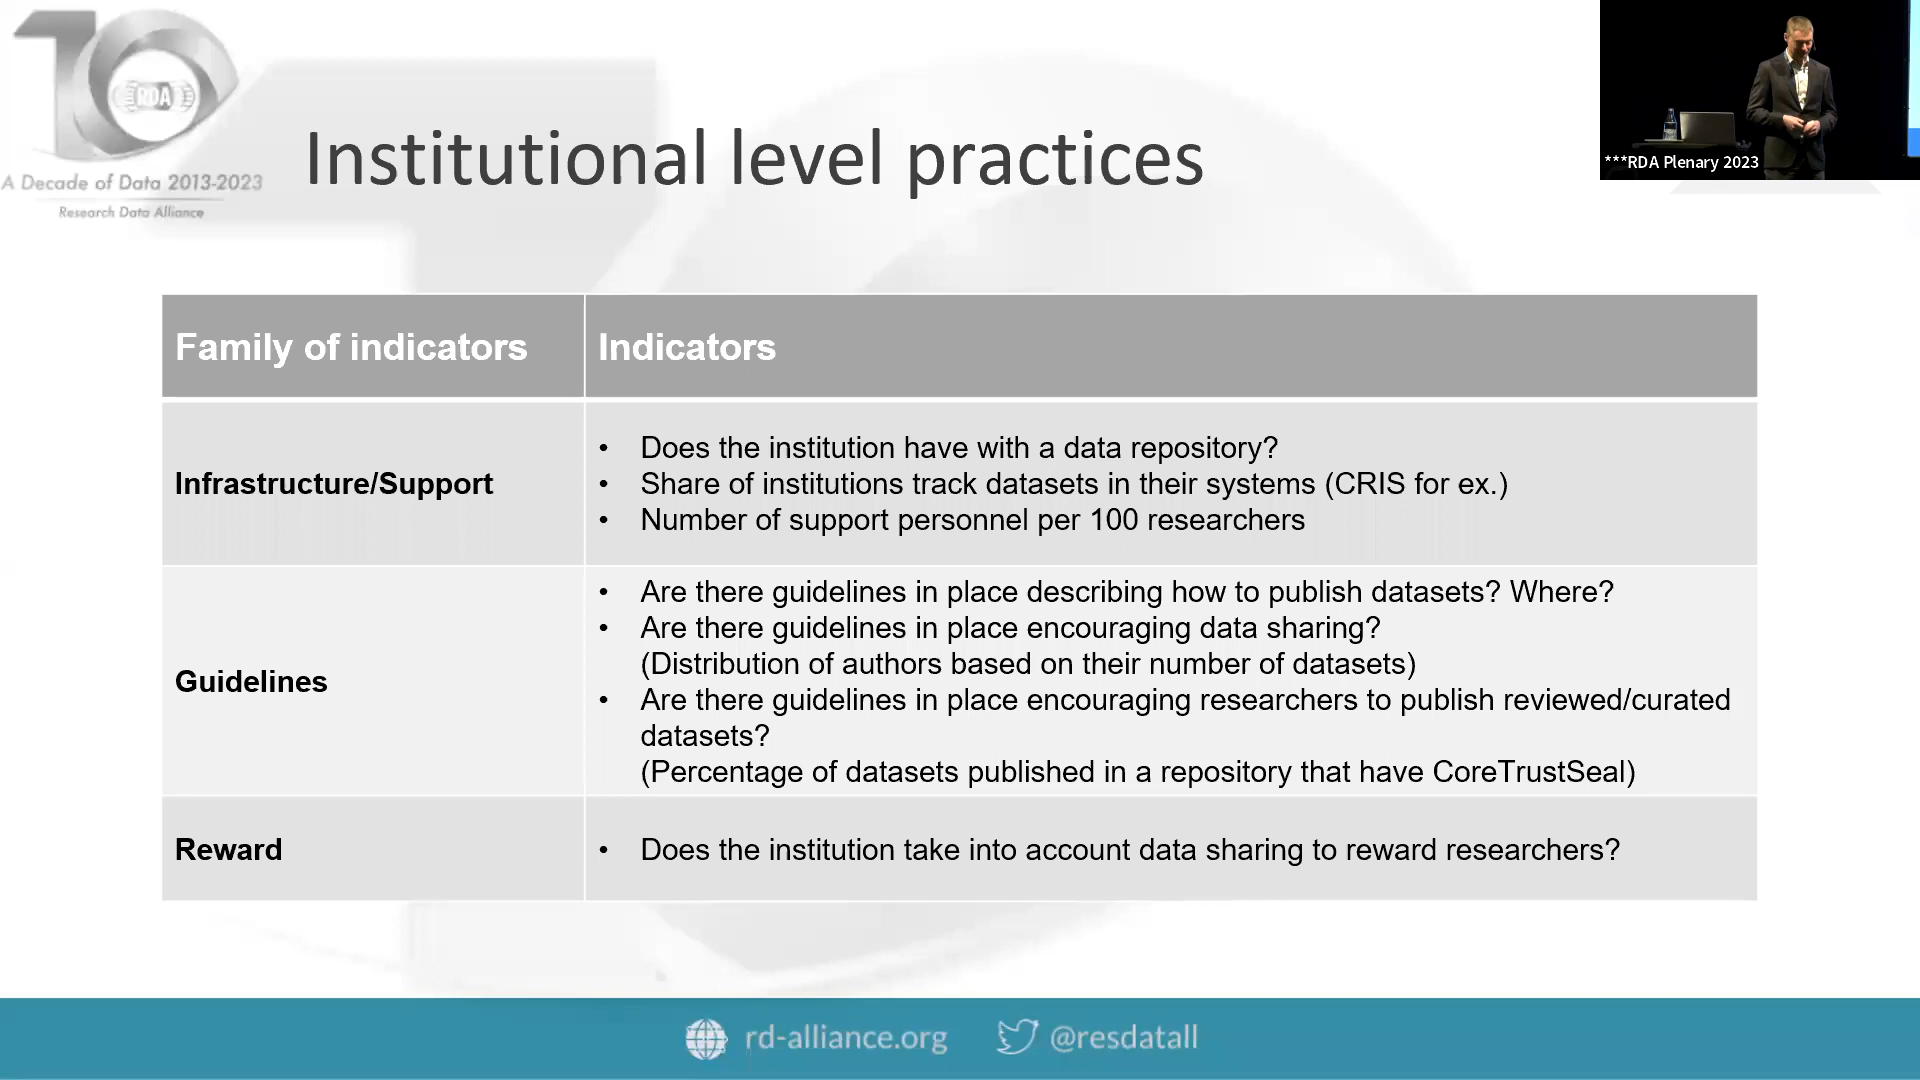 10
RDA
A Decade of Data 2013-2023
Research Data Alliance
Institutional level practices
***RDA Plenary 2023
Family of indicators
Indicators
Infrastructure/Support
• Does the institution have with a data repository?
• Share of institutions track datasets in their systems (CRIS for ex.)
• Number of support personnel per 100 researchers
Guidelines
• Are there guidelines in place describing how to publish datasets? Where?
• Are there guidelines in place encouraging data sharing?
(Distribution of authors based on their number of datasets)
• Are there guidelines in place encouraging researchers to publish reviewed/curated
datasets?
(Percentage of datasets published in a repository that have CoreTrustSeal)
Reward
• Does the institution take into account data sharing to reward researchers?
rd-alliance.org
@resdatall